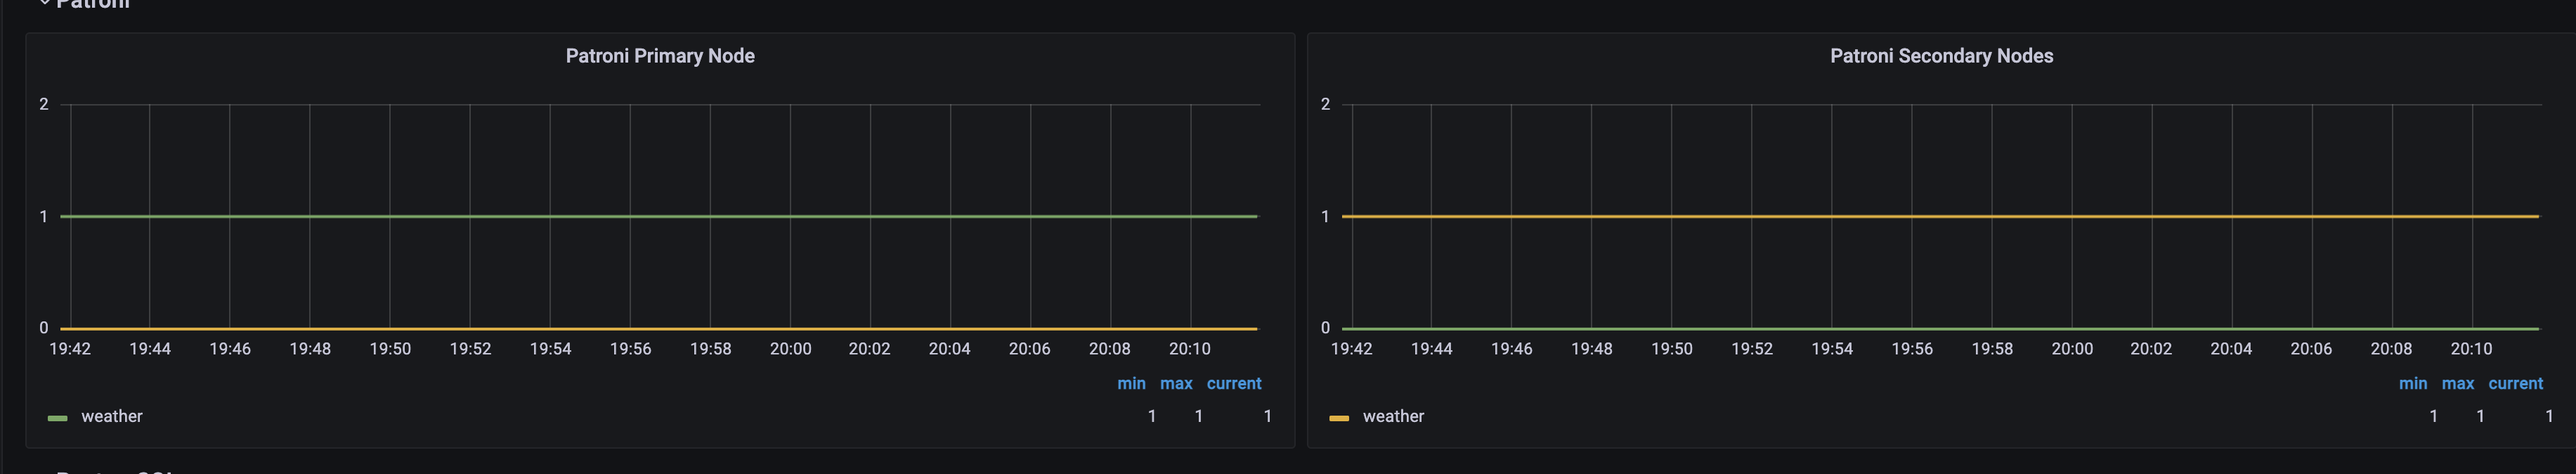 Patroni
Patroni Primary Node
2
1
0
19:42 19:44 19:46 19:48 19:50 19:52 19:54 19:56 19:58 20:00 20:02 20:04 20:06 20:08 20:10
min max current
weather 1 1 1
Patroni Secondary Nodes
2
1
0
19:42 19:44 19:46 19:48 19:50 19:52 19:54 19:56 19:58 20:00 20:02 20:04 20:06 20:08 20:10
min max current
weather 1 1 1